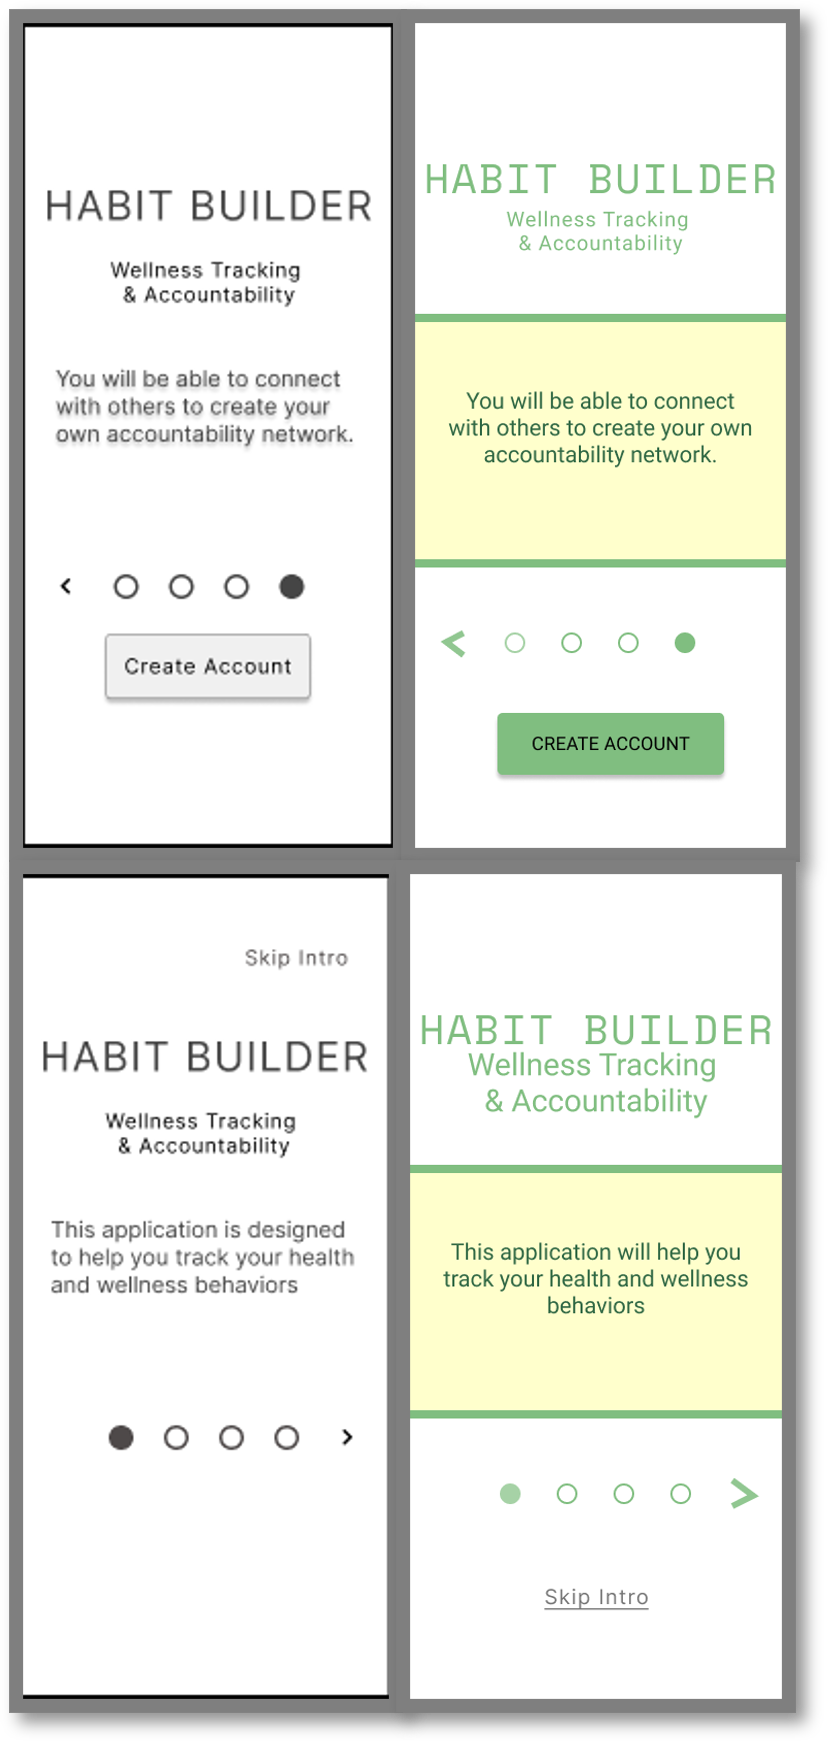 HABIT BUILDER
Wellness Tracking
& Accountability
You will be able to connect
with others to create your
own accountability network.
Create Account
HABIT BUILDER
Wellness Tracking
& Accountability
You will be able to connect
with others to create your own
accountability network.
CREATE ACCOUNT
Skip Intro
HABIT BUILDER
Wellness Tracking
& Accountability
This application is designed
to help you track your health
and wellness behaviors
HABIT BUILDER
Wellness Tracking
& Accountability
This application will help you
track your health and wellness
behaviors
Skip Intro